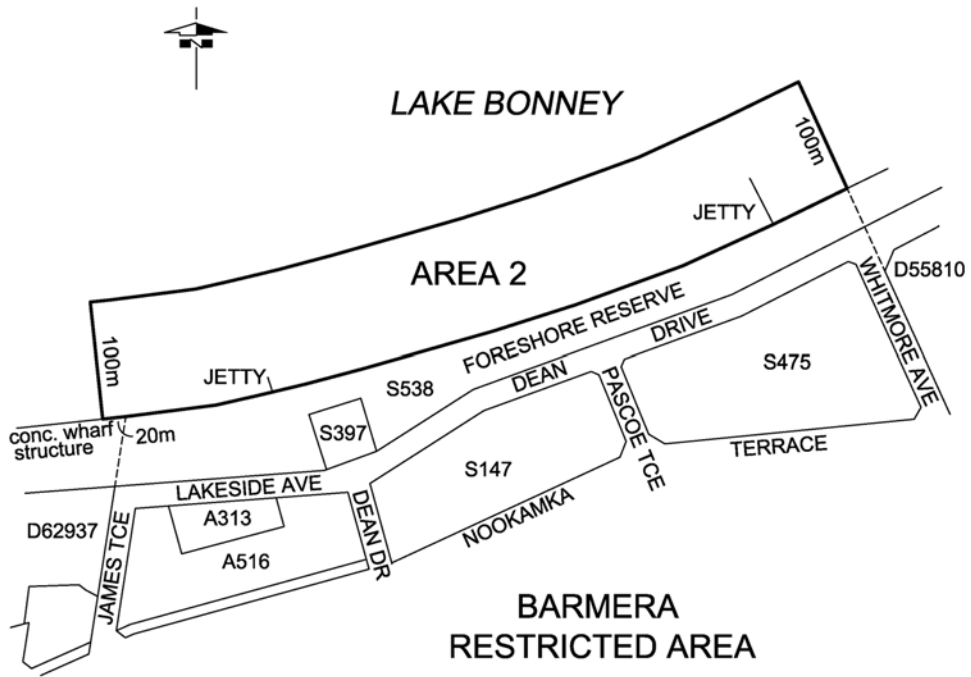 N
LAKE BONNEY
100m
JETTY
D55810
AREA 2
WHITMORE AVE
FORESHORE RESERVE
100m
DRIVE
JETTY
S538
DEAN
S475
PASCOE TCE
conc. wharf
structure
20m
S397
TERRACE
S147
LAKESIDE AVE
DEAN DR
NOOKAMKA
D62937
A313
JAMES TCE
A516
BARMERA
RESTRICTED AREA